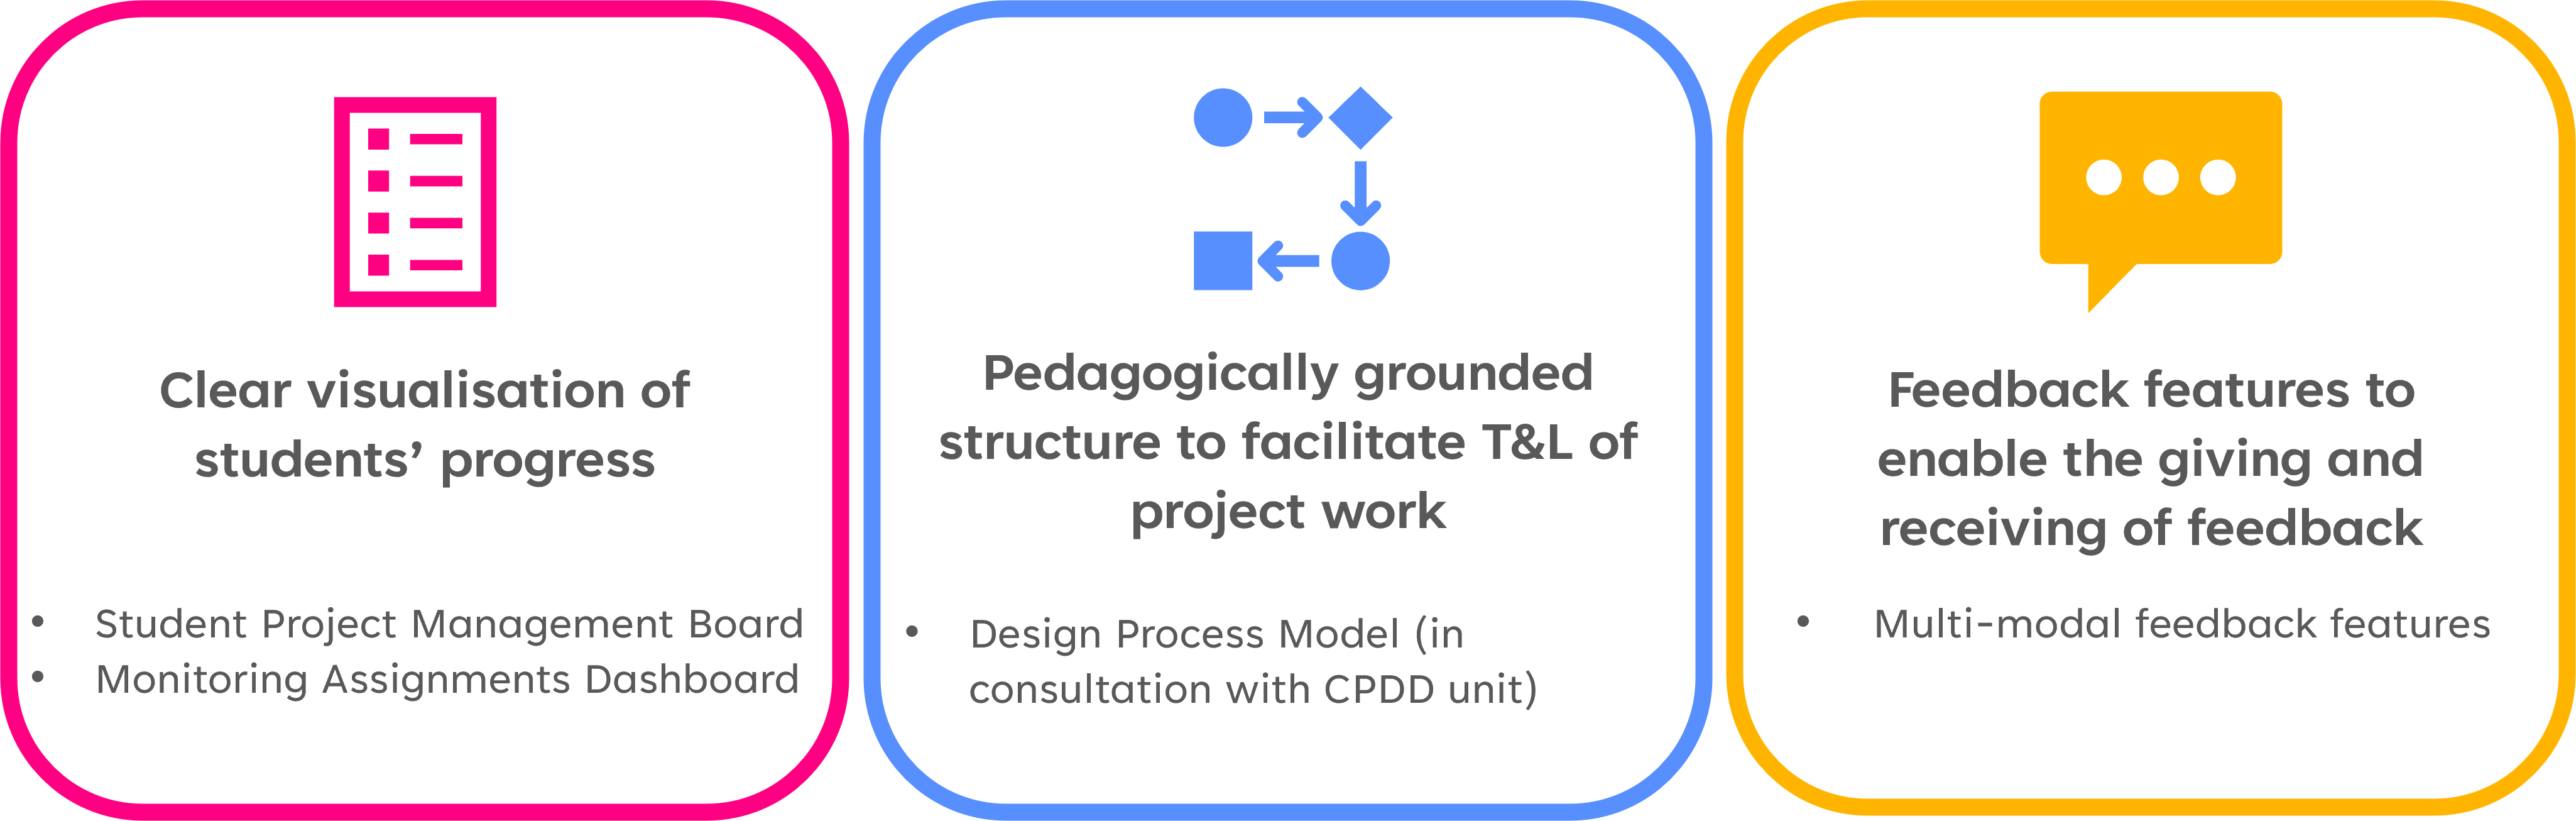 Clear visualisation of
students’ progress
• Student Project Management Board
• Monitoring Assignments Dashboard
Pedagogically grounded
structure to facilitate T&L of
project work
• Design Process Model (in
consultation with CPDD unit)
Feedback features to
enable the giving and
receiving of feedback
• Multi-modal feedback features